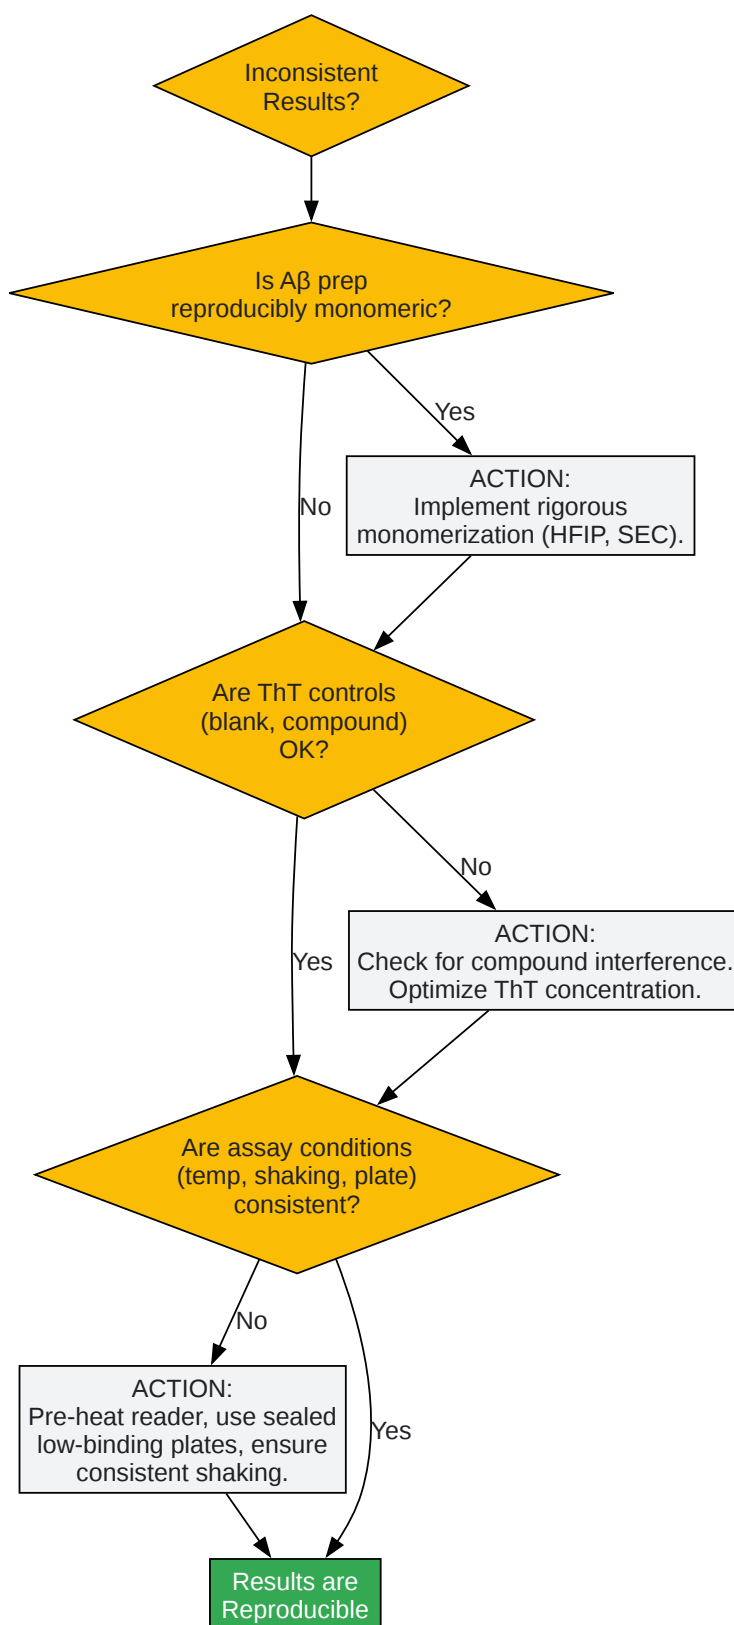 Inconsistent
Results?
Is Aβ prep
reproducibly monomeric?
Yes
No
ACTION:
Implement rigorous
monomerization (HFIP, SEC).
Are ThT controls
(blank, compound)
OK?
No
Yes
ACTION:
Check for compound interference.
Optimize ThT concentration.
Are assay conditions
(temp, shaking, plate)
consistent?
No
Yes
ACTION:
Pre-heat reader, use sealed
low-binding plates, ensure
consistent shaking.
Results are
Reproducible